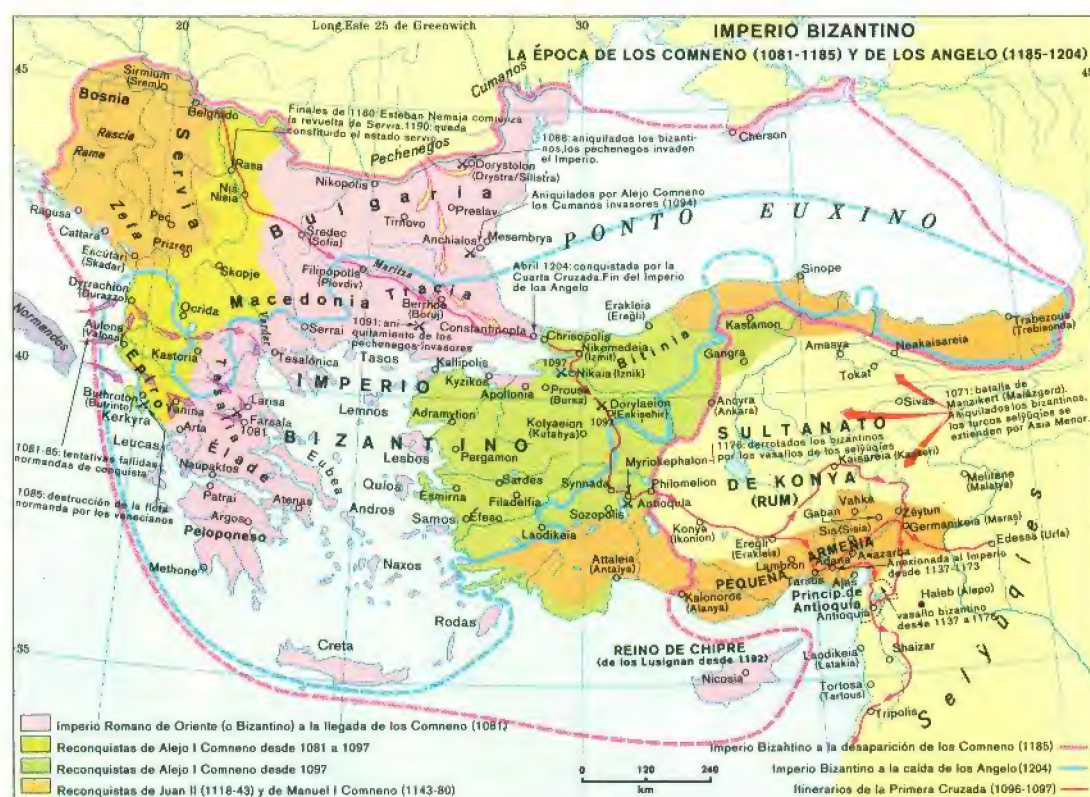 Long.Este 25 de Greenwich
IMPERIO BIZANTINO
LA ÉPOCA DE LOS COMNENO (1081-1185) Y DE LOS ANGELO (1185-1204)
20
30
45
45
40
35
Sirmium
(Sremlo)
Bosnia
Rascia
Rama
Servia
Zeta
Belgrado
Finales de 1180: Esteban Nemaja comienza
la revuelta de Servia.1190: queda
constituido el estado servio
Cumanos
Pechenegos
Cherson
1088: aniquilados los bizanti-
nos,los pechenegos invaden
el Imperio.
Dorystolon
(Drystra/Silistra)
Aniquilados por Alejo Comneno
los Cumanos invasores (1094)
Rasa
Nis
Nisia
Nikopolis
Bulgaria
Tirnovo
Preslav
Anchialos
Mesembrya
PONTO EUXINO
Ragusa
Cattara
Escútari
(Skadar)
Pec
Prizren
Skopje
Sredec
(Sofia)
Filipópolis
(Plovdiv)
Maritza
Abril 1204: conquistada por la
Cuarta Cruzada.Fin del Imperio
de los Angelo
Sinope
Dyrrachion
(Durazzo)
Normandos
Aulona
(Valona)
Ocrida
Macedonia
Tracia
Vardar
Berrhoe
(Boruj)
Serrai
1091: ani-
quilamiento de los
pechenegos invasores
Constantinopla
Chrisopolis
Erakleia
(Eregli)
Bitinia
Kastamon
Trabezous
(Trebisonda)
Nikomedeia
(Izmit)
1097
Nikaia (Iznik)
Gangra
Amasya
Neakaisareia
Tokat
Kastoria
Tesalónica
Tasos
Kallipolis
Kyzikos
Apollonia
Prousa
(Bursa)
Dorylaeion
(Eskisehir)
1097
Ancyra
(Ankara)
Sivas
1071: batalla de
Manzikert (Malazgerd).
Aniquilados los bizantinos,
los turcos selyúqies se
extienden por Asia Menor.
Epiro
Tesalia
Buthroton
(Butrinto)
Kerkyra
Janina
Arta
Larisa
Farsala
1081
IMPERIO
BIZANTINO
Lemnos
Adramytion
Kotyaeion
(Kutahya)
SULTANATO
DE KONYA
(RUM)
1176: derrotados los bizantinos
por los vasallos de los selyúqies
Kaisareia (Kayseri)
Melitene
(Malatya)
1081-85: tentativas fallidas
normandas de conquista
Leucas
Naupaktos
Élade
Eubea
Lesbos
Pergamon
Myriokephalon
Philomelion
1085: destrucción de la flota
normanda por los venecianos
Patrai
Atenas
Argos
Peloponeso
Methone
Andros
Quios
Esmirna
Sardes
Filadelfia
Samos
Efeso
Synnada
Antioquía
Sozopolis
Laodikeia
Naxos
Konya
(Ikonion)
Eregli
(Erakleia)
Vahka
Gaban
Zeytun
Sis (Sisia)
Germanikeia (Maras)
Edessa (Urfa)
Attaleia
(Antalya)
Lambron
PEQUEÑA
ARMENIA
Anazarba
Adana
Tarsus
Ajas
Anexionada al Imperio
desde 1137-1173
Kalonoros
(Alanya)
Princip. de
Antioquía
Antioquía
Haleb (Alepo)
vasallo bizantino
desde 1137 a 1176
Selyúqies
Rodas
Creta
REINO DE CHIPRE
(de los Lusignan desde 1192)
Nicosia
Laodikeia
(Latakia)
Shaizar
Tortosa
(Tartous)
Tripolis
Imperio Romano de Oriente (o Bizantino) a la llegada de los Comneno (1081)
Reconquistas de Alejo I Comneno desde 1081 a 1097
Reconquistas de Alejo I Comneno desde 1097
Reconquistas de Juan II (1118-43) y de Manuel I Comneno (1143-80)
0 120 240
km
Imperio Bizantino a la desaparición de los Comneno (1185)
Imperio Bizantino a la caída de los Angelo (1204)
Itinerarios de la Primera Cruzada (1096-1097)